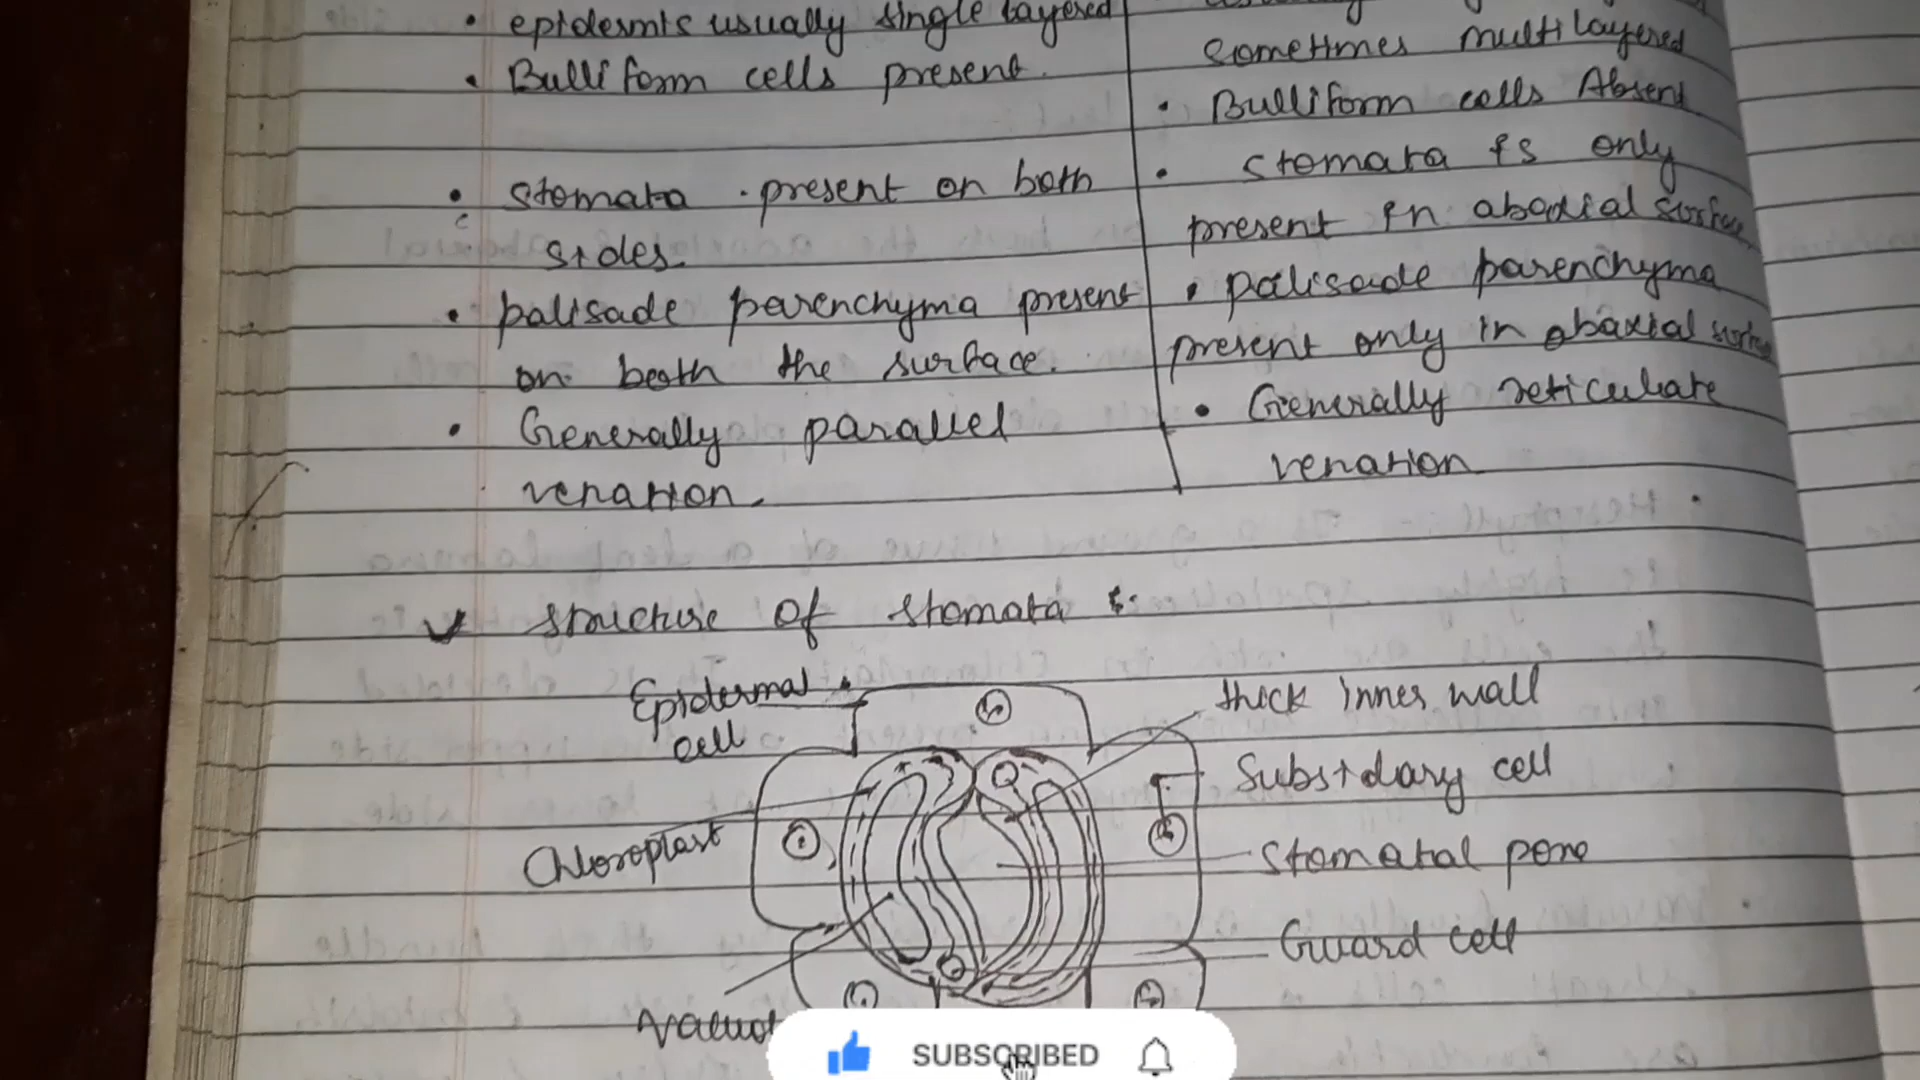 epidermis usually single layered
• Bulliform cells present.
• Stomata present on both
sides.
• palisade parenchyma present
on both the surface.
• Generally parallel
venation.
sometimes multilayered
• Bulliform cells Absent
• Stomata is only
present in abaxial surface
• palisade parenchyma
present only in abaxial surface
• Generally reticulate
venation
structure of stomata :
Epidermal
cell
Chloroplast
thick inner wall
Subsidary cell
Stomatal pore
Guard cell
SUBSCRIBED